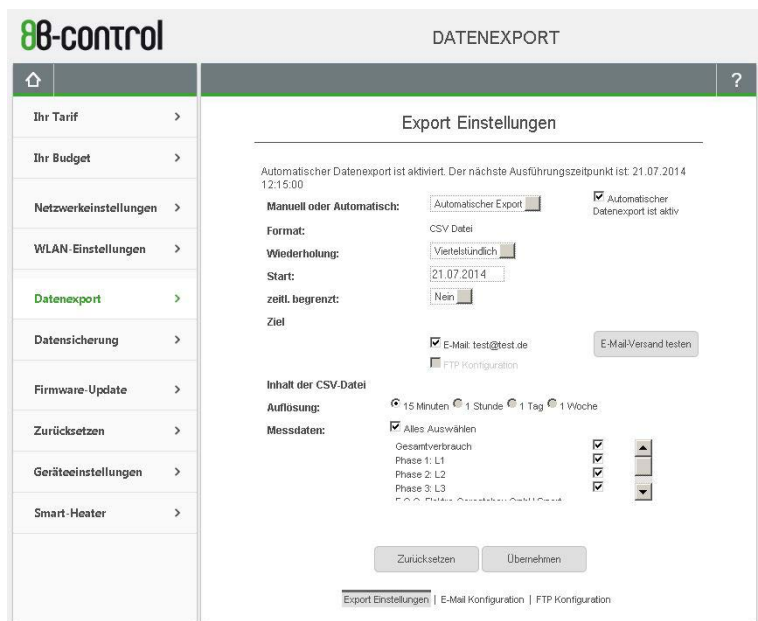 B-control
DATENEXPORT
?
Ihr Tarif
Ihr Budget
Netzwerkeinstellungen
WLAN-Einstellungen
Datenexport
Datensicherung
Firmware-Update
Zurücksetzen
Geräteeinstellungen
Smart-Heater
Export Einstellungen
Automatischer Datenexport ist aktiviert. Der nächste Ausführungszeitpunkt ist: 21.07.2014
12:15:00
Manuell oder Automatisch: Automatischer Export Automatischer
Datenexport ist aktiv
Format: CSV Datei
Wiederholung: Viertelstündlich
Start: 21.07.2014
zeitl. begrenzt: Nein
Ziel
E-Mail: test@test.de E-Mail-Versand testen
FTP Konfiguration
Inhalt der CSV-Datei
Auflösung: 15 Minuten 1 Stunde 1 Tag 1 Woche
Messdaten: Alles Auswählen
Gesamtverbrauch
Phase 1: L1
Phase 2: L2
Phase 3: L3
Zurücksetzen Übernehmen
Export Einstellungen | E-Mail Konfiguration | FTP Konfiguration